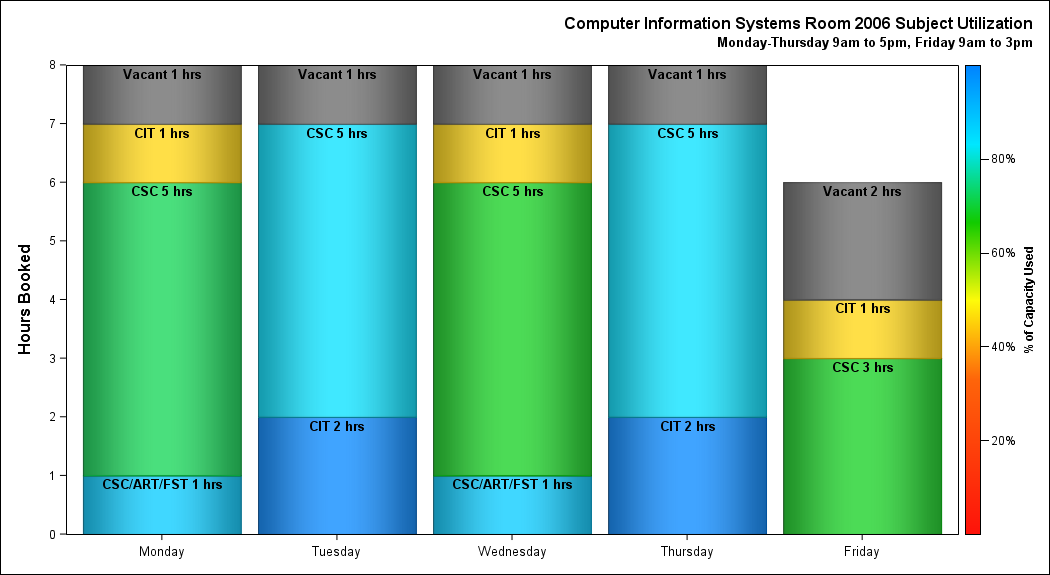 Computer Information Systems Room 2006 Subject Utilization
Monday-Thursday 9am to 5pm, Friday 9am to 3pm
Hours Booked
8
7
6
5
4
3
2
1
0
Vacant 1 hrs
CIT 1 hrs
CSC 5 hrs
CSC/ART/FST 1 hrs
Monday
Vacant 1 hrs
CSC 5 hrs
CIT 2 hrs
Tuesday
Vacant 1 hrs
CIT 1 hrs
CSC 5 hrs
CSC/ART/FST 1 hrs
Wednesday
Vacant 1 hrs
CSC 5 hrs
CIT 2 hrs
Thursday
Vacant 2 hrs
CIT 1 hrs
CSC 3 hrs
Friday
80%
60%
40%
20%
% of Capacity Used